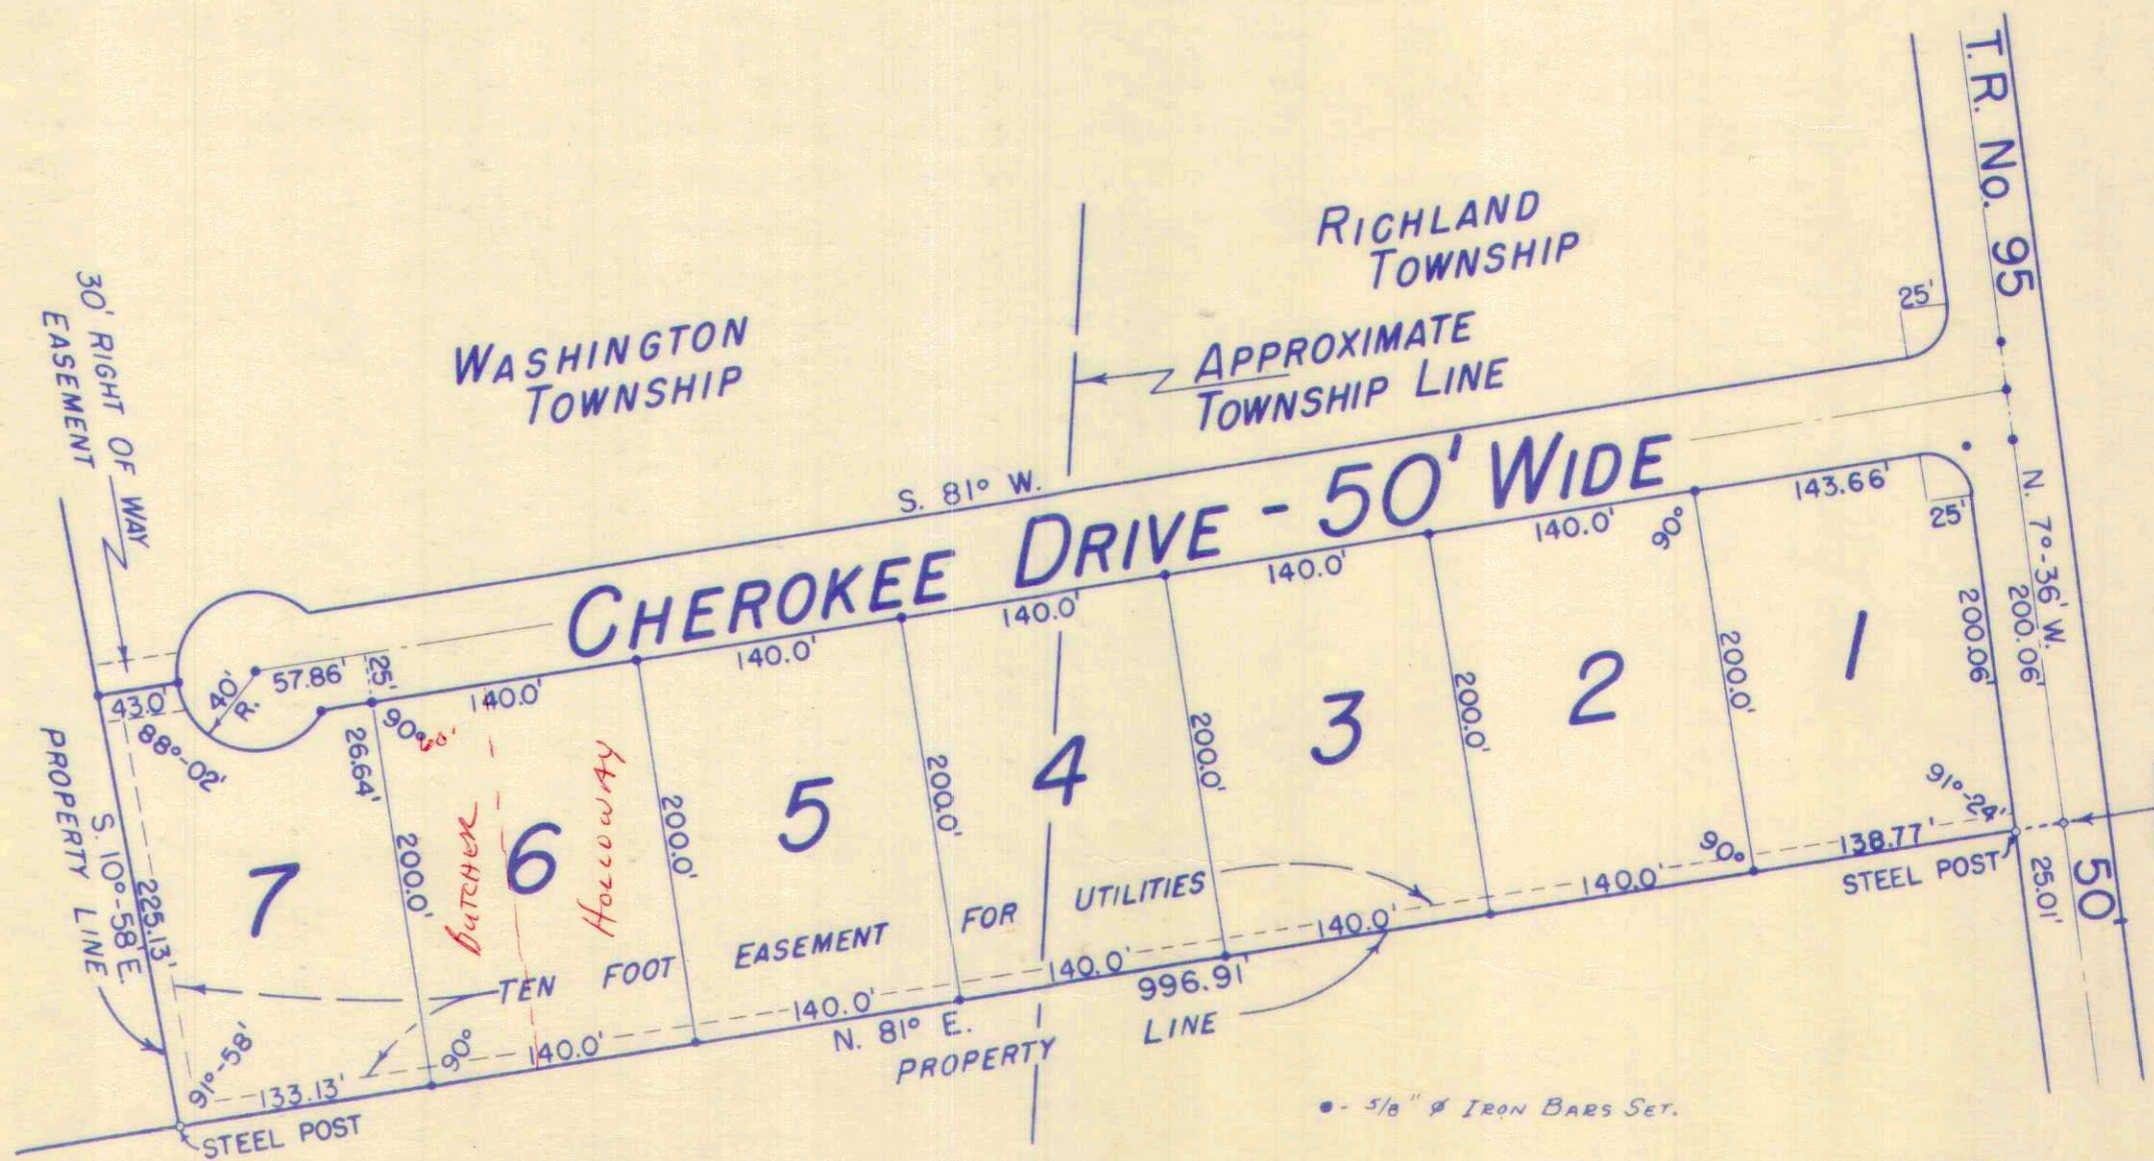 T.R. No. 95
RICHLAND
TOWNSHIP
30' RIGHT OF WAY
EASEMENT
WASHINGTON
TOWNSHIP
APPROXIMATE
TOWNSHIP LINE
25'
S. 81° W.
CHEROKEE DRIVE - 50' WIDE
143.66'
25'
140.0'
90°
140.0'
140.0'
140.0'
140.0'
N. 7°-36' W.
200.06'
200.06'
57.86'
25'
40'
R.
43.0'
88°-02'
26.64'
90°
60'
1
2
3
4
5
6
7
200.0'
200.0'
200.0'
200.0'
200.0'
200.0'
BUTCHER
HOLLOWAY
PROPERTY LINE
S. 10°-58' E.
225.13'
91°-24'
138.77'
STEEL POST
25.01'
50'
90°
140.0'
140.0'
140.0'
140.0'
140.0'
90°
133.13'
91°-58'
TEN FOOT EASEMENT FOR UTILITIES
996.91'
N. 81° E.
PROPERTY LINE
STEEL POST
● - 5/8" Ø IRON BARS SET.